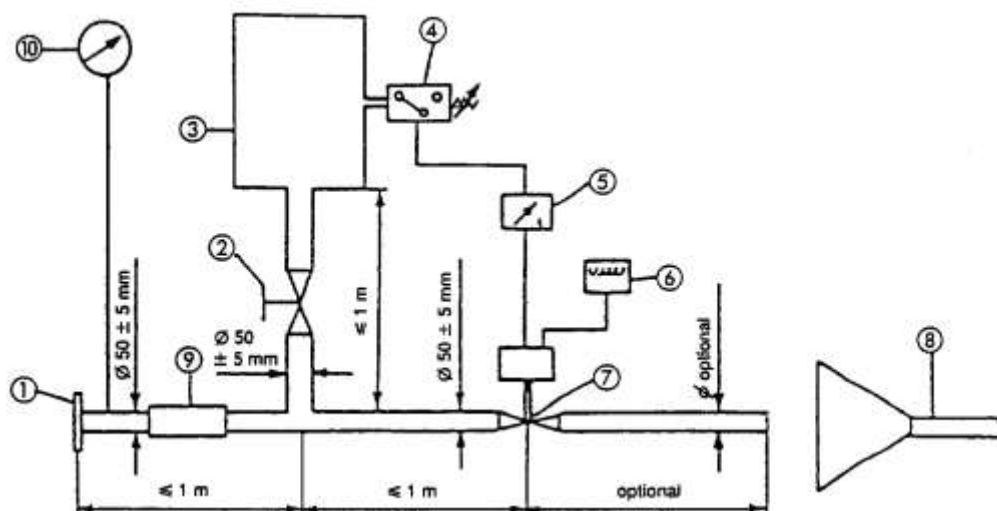 ⑩
④
③
⑤
②
⑥
Ø 50 ± 5 mm
≤ 1 m
Ø 50
± 5 mm
Ø 50 ± 5 mm
Ø optional
①
⑨
⑦
⑧
≤ 1 m
≤ 1 m
optional